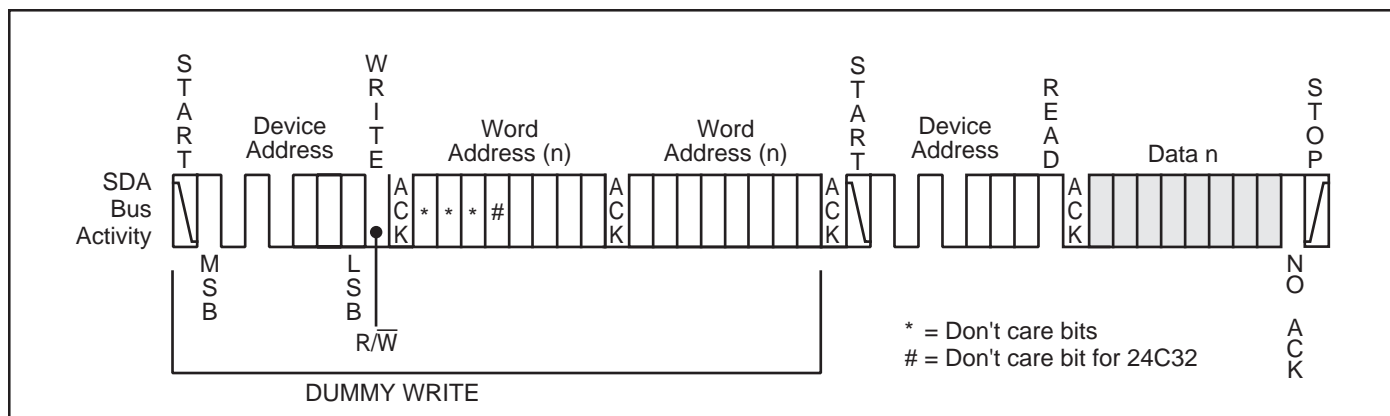 START
WRITE
START
READ
STOP
Device
Address
Word
Address (n)
Word
Address (n)
Device
Address
Data n
SDA
Bus
Activity
ACK
* * * #
ACK
ACK
ACK
MSB
LSB
R/W̅
NO ACK
* = Don't care bits
# = Don't care bit for 24C32
DUMMY WRITE